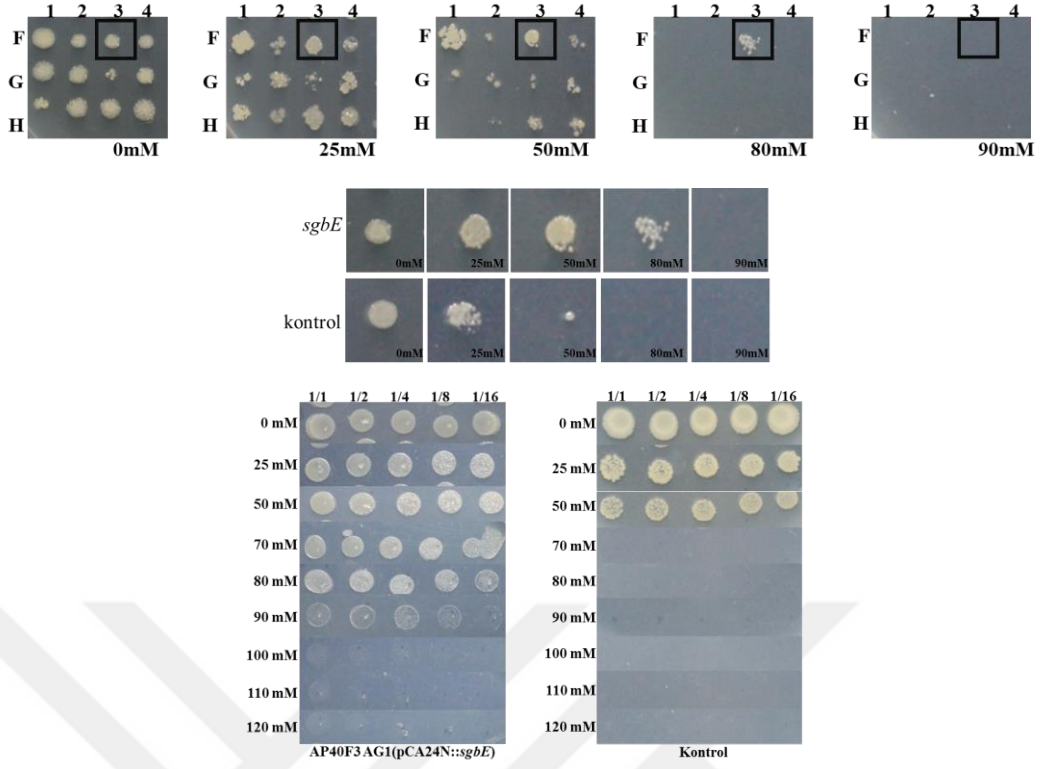 1 2 3 4
F
G
H
0mM
1 2 3 4
F
G
H
25mM
1 2 3 4
F
G
H
50mM
1 2 3 4
F
G
H
80mM
1 2 3 4
F
G
H
90mM
sgbE
0mM 25mM 50mM 80mM 90mM
kontrol
0mM 25mM 50mM 80mM 90mM
1/1 1/2 1/4 1/8 1/16
0 mM
25 mM
50 mM
70 mM
80 mM
90 mM
100 mM
110 mM
120 mM
AP40F3 AG1(pCA24N::sgbE)
1/1 1/2 1/4 1/8 1/16
0 mM
25 mM
50 mM
70 mM
80 mM
90 mM
100 mM
110 mM
120 mM
Kontrol